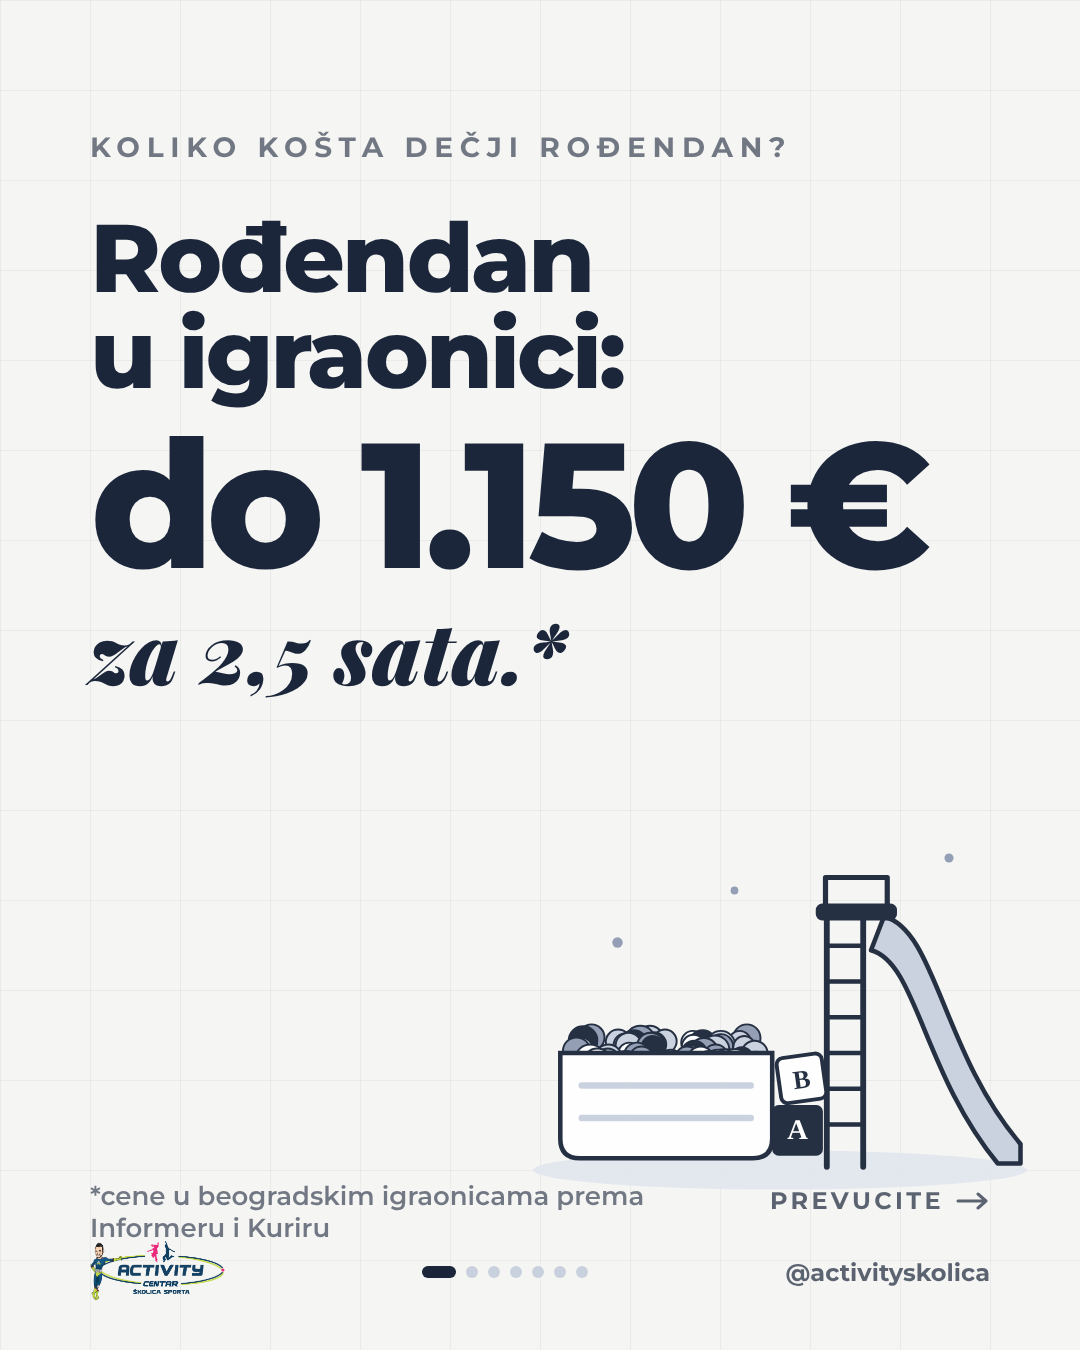 KOLIKO KOŠTA DEČJI ROĐENDAN?
Rođendan
u igraonici:
do 1.150 €
za 2,5 sata.*
B
A
*cene u beogradskim igraonicama prema
Informeru i Kuriru
PREVUCITE →
ACTIVITY
CENTAR
ŠKOLICA SPORTA
@activityskolica